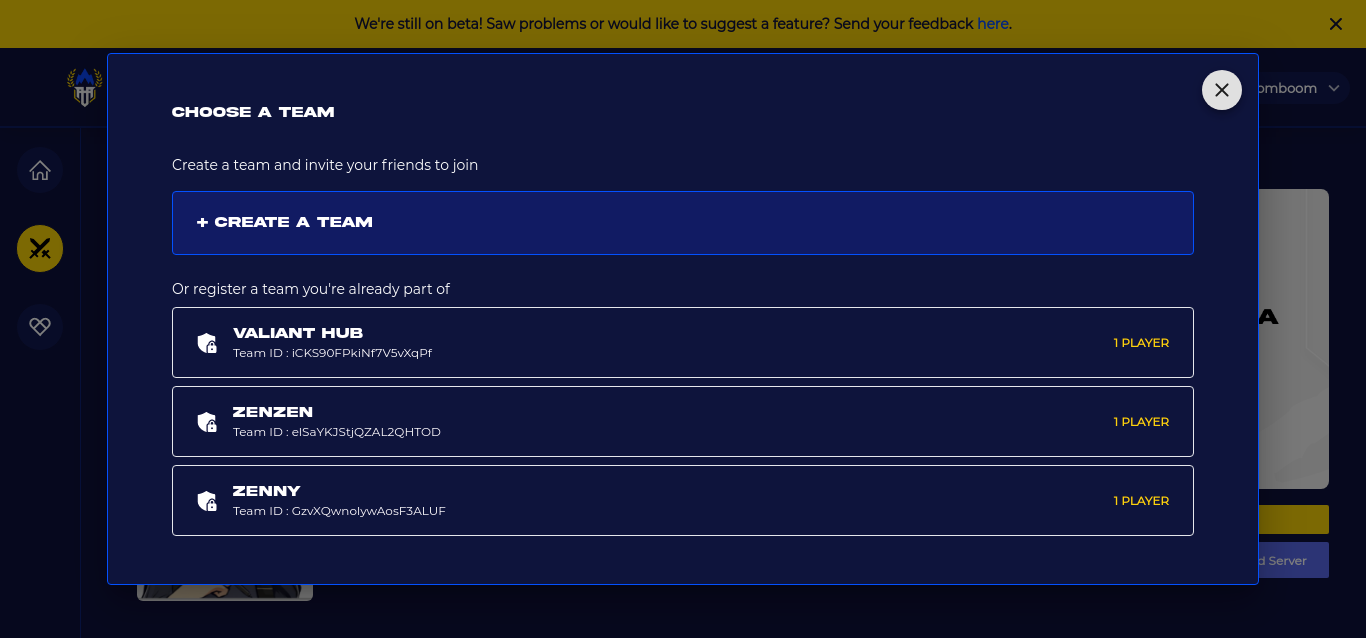 We're still on beta! Saw problems or would like to suggest a feature? Send your feedback here.
omboom
CHOOSE A TEAM
Create a team and invite your friends to join
+ CREATE A TEAM
Or register a team you're already part of
VALIANT HUB
Team ID : iCKS90FPkiNf7V5vXqPf
1 PLAYER
ZENZEN
Team ID : elSaYKJStjQZAL2QHTOD
1 PLAYER
ZENNY
Team ID : GzvXQwnolywAosF3ALUF
1 PLAYER
A
d Server